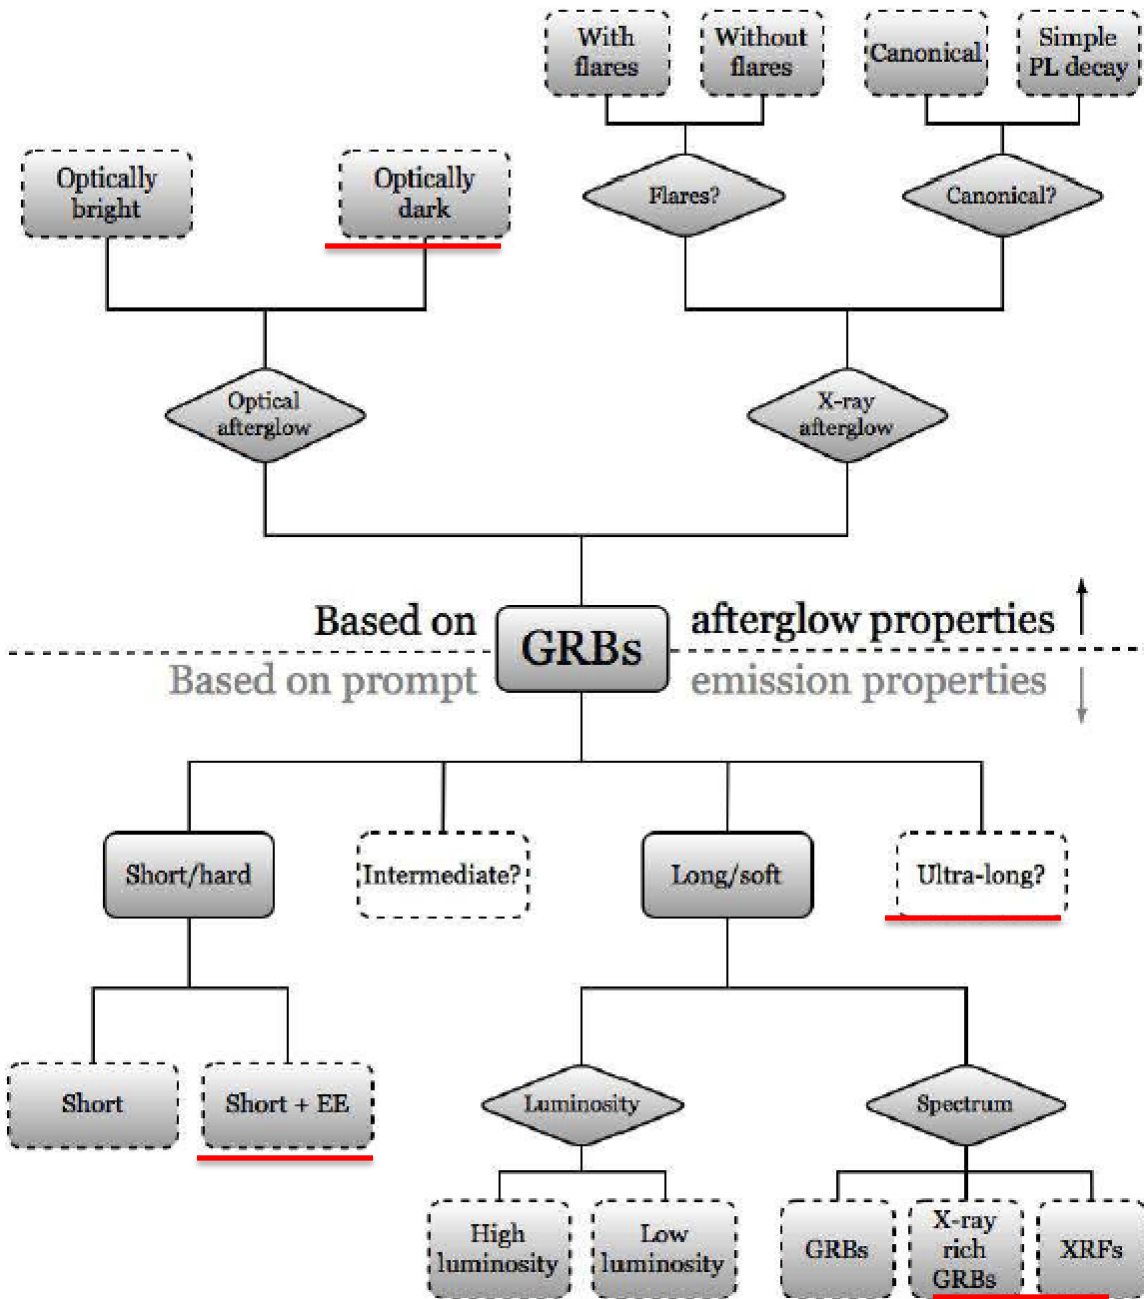 With
flares
Without
flares
Canonical
Simple
PL decay
Optically
bright
Optically
dark
Flares?
Canonical?
Optical
afterglow
X-ray
afterglow
Based on
GRBs
afterglow properties
Based on prompt
emission properties
Short/hard
Intermediate?
Long/soft
Ultra-long?
Short
Short + EE
Luminosity
Spectrum
High
luminosity
Low
luminosity
GRBs
X-ray
rich
GRBs
XRFs